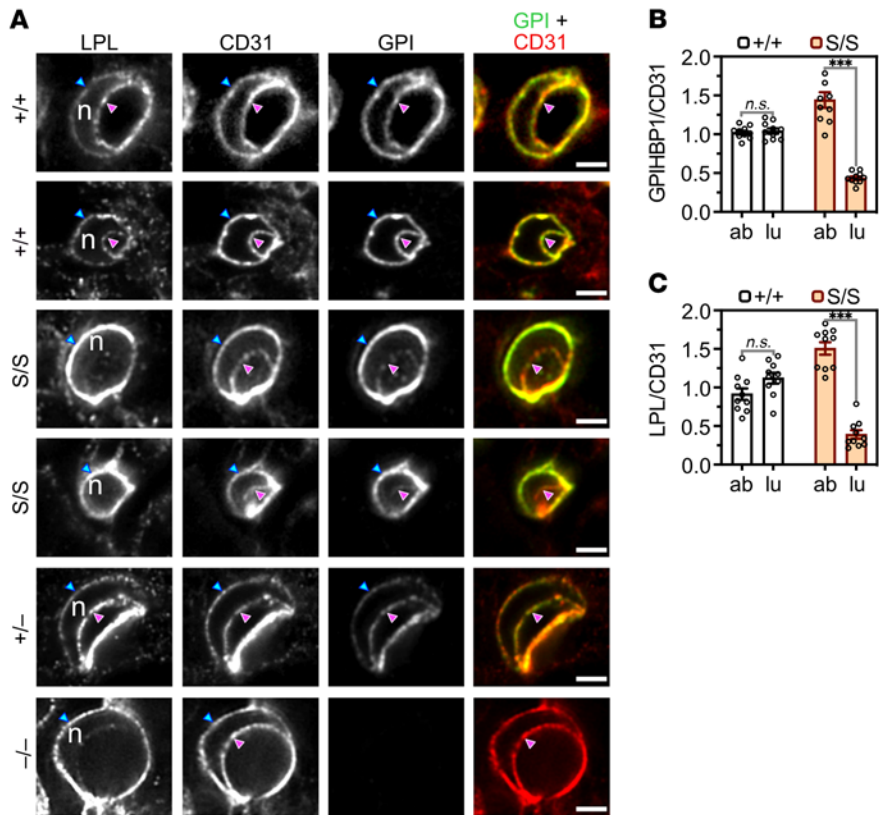 A
LPL CD31 GPI GPI +
CD31
+/+
n
+/+
n
S/S
n
S/S
n
+/–
n
–/–
n
B
+/+ S/S
GPIHBP1/CD31
2.0
1.5
1.0
0.5
0.0
n.s.
***
ab lu ab lu
C
+/+ S/S
LPL/CD31
2.0
1.5
1.0
0.5
0.0
n.s.
***
ab lu ab lu